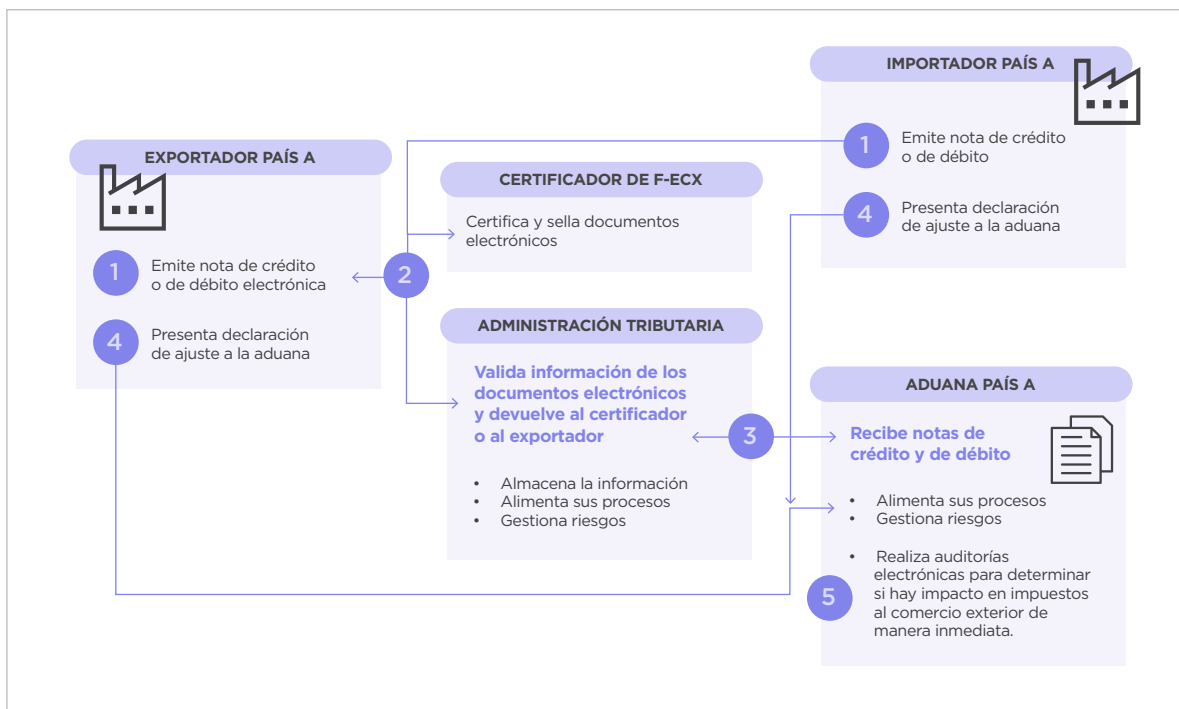 EXPORTADOR PAÍS A
1
Emite nota de crédito
o de débito electrónica
4
Presenta declaración
de ajuste a la aduana
2
CERTIFICADOR DE F-ECX
Certifica y sella documentos
electrónicos
ADMINISTRACIÓN TRIBUTARIA
Valida información de los
documentos electrónicos
y devuelve al certificador
o al exportador
• Almacena la información
• Alimenta sus procesos
• Gestiona riesgos
3
IMPORTADOR PAÍS A
1
Emite nota de crédito
o de débito
4
Presenta declaración
de ajuste a la aduana
ADUANA PAÍS A
Recibe notas de
crédito y de débito
• Alimenta sus procesos
• Gestiona riesgos
• Realiza auditorías
electrónicas para determinar
5
si hay impacto en impuestos
al comercio exterior de
manera inmediata.